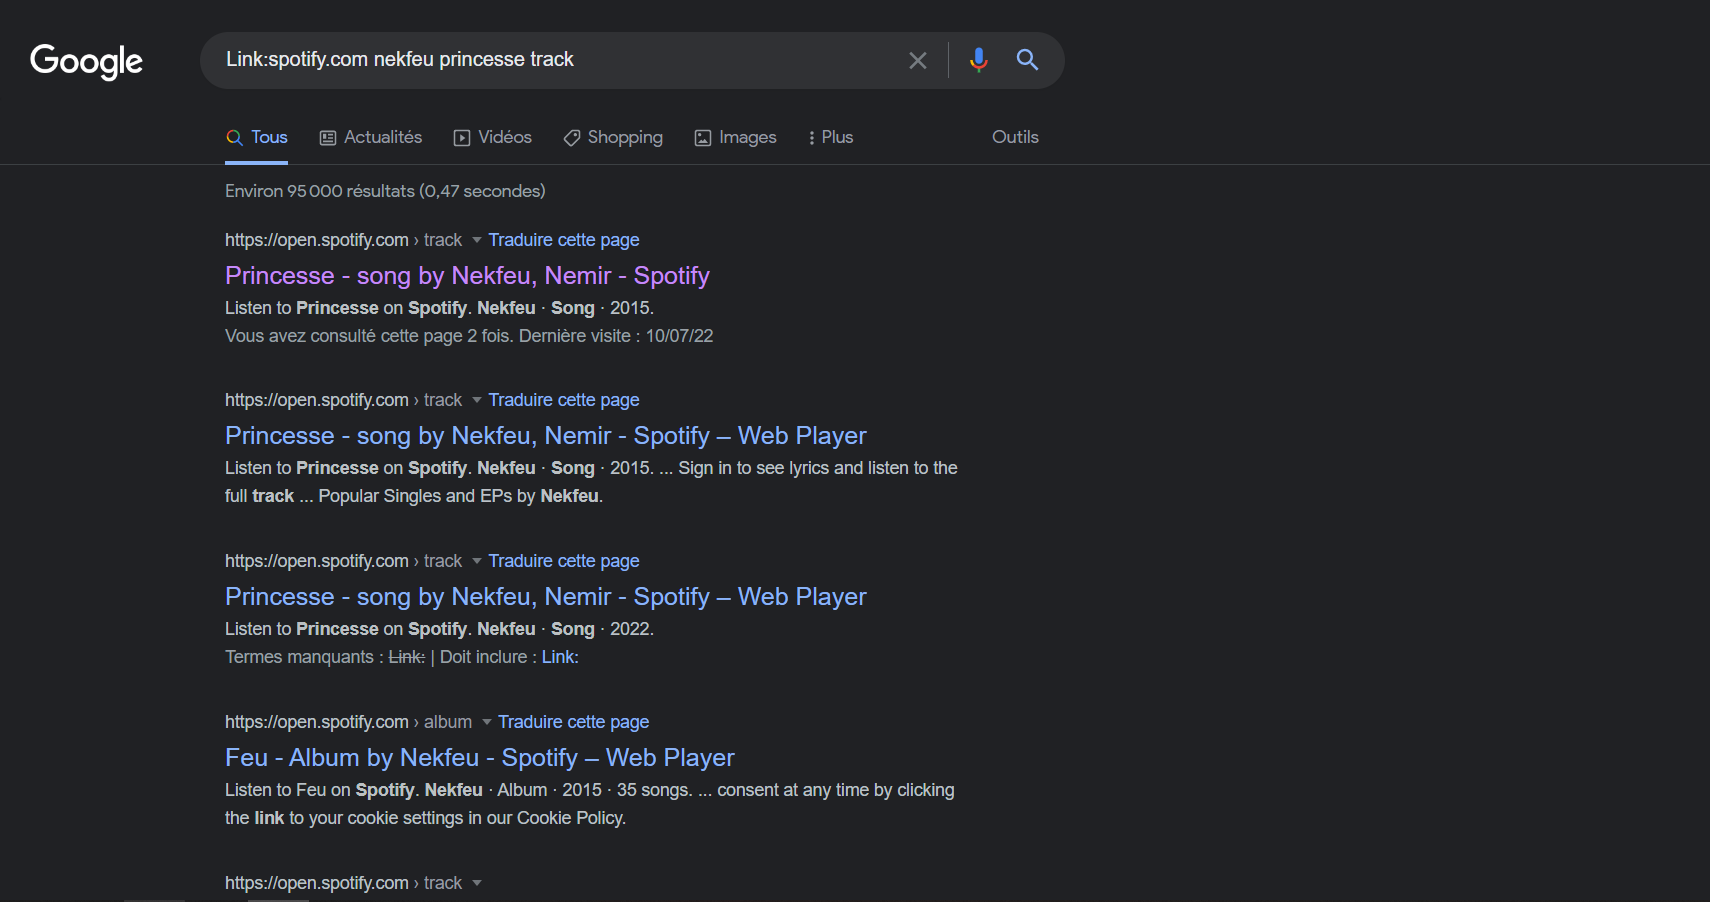 Google
Link:spotify.com nekfeu princesse track
Tous Actualités Vidéos Shopping Images Plus Outils
Environ 95 000 résultats (0,47 secondes)
https://open.spotify.com › track Traduire cette page
Princesse - song by Nekfeu, Nemir - Spotify
Listen to Princesse on Spotify. Nekfeu · Song · 2015.
Vous avez consulté cette page 2 fois. Dernière visite : 10/07/22
https://open.spotify.com › track Traduire cette page
Princesse - song by Nekfeu, Nemir - Spotify – Web Player
Listen to Princesse on Spotify. Nekfeu · Song · 2015. ... Sign in to see lyrics and listen to the
full track ... Popular Singles and EPs by Nekfeu.
https://open.spotify.com › track Traduire cette page
Princesse - song by Nekfeu, Nemir - Spotify – Web Player
Listen to Princesse on Spotify. Nekfeu · Song · 2022.
Termes manquants : Link: | Doit inclure : Link:
https://open.spotify.com › album Traduire cette page
Feu - Album by Nekfeu - Spotify – Web Player
Listen to Feu on Spotify. Nekfeu · Album · 2015 · 35 songs. ... consent at any time by clicking
the link to your cookie settings in our Cookie Policy.
https://open.spotify.com › track